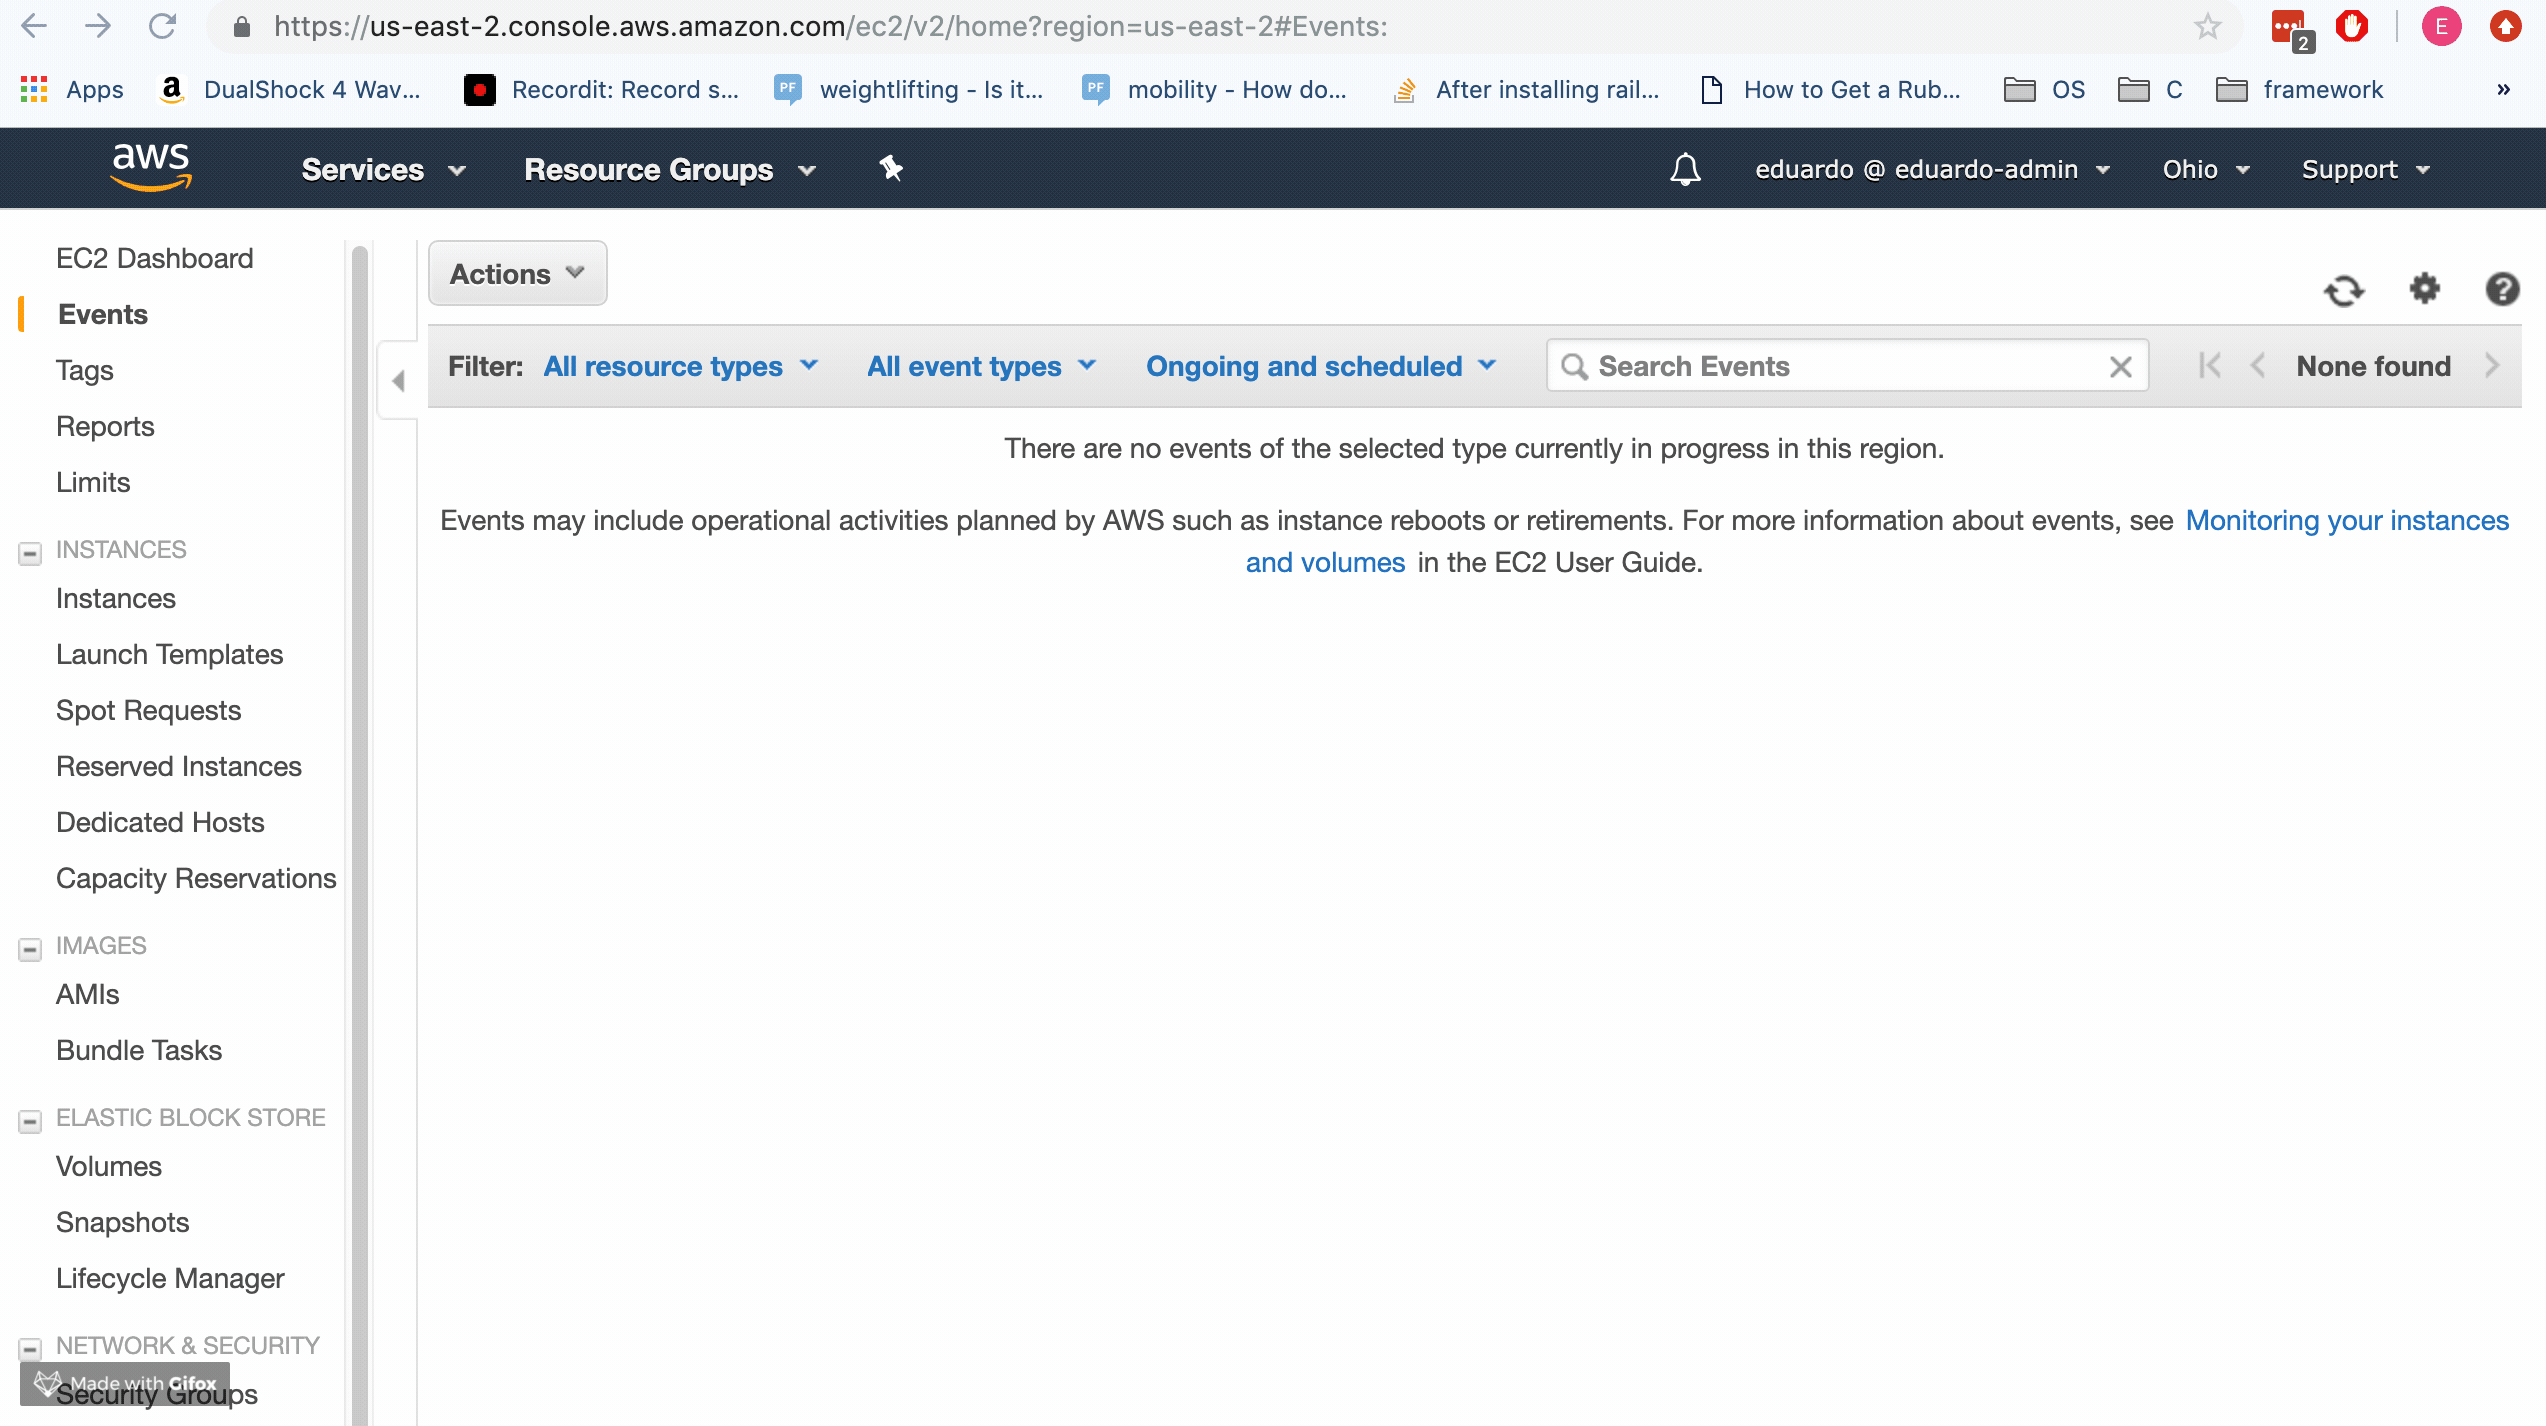 https://us-east-2.console.aws.amazon.com/ec2/v2/home?region=us-east-2#Events:
2
E
Apps a DualShock 4 Wav... Recordit: Record s... PF weightlifting - Is it... PF mobility - How do... After installing rail... How to Get a Rub... OS C framework »
aws Services Resource Groups eduardo @ eduardo-admin Ohio Support
EC2 Dashboard
Events
Tags
Reports
Limits
INSTANCES
Instances
Launch Templates
Spot Requests
Reserved Instances
Dedicated Hosts
Capacity Reservations
IMAGES
AMIs
Bundle Tasks
ELASTIC BLOCK STORE
Volumes
Snapshots
Lifecycle Manager
NETWORK & SECURITY
Security Groups
Made with Gifox
Actions
Filter: All resource types All event types Ongoing and scheduled Search Events None found
There are no events of the selected type currently in progress in this region.
Events may include operational activities planned by AWS such as instance reboots or retirements. For more information about events, see Monitoring your instances
and volumes in the EC2 User Guide.